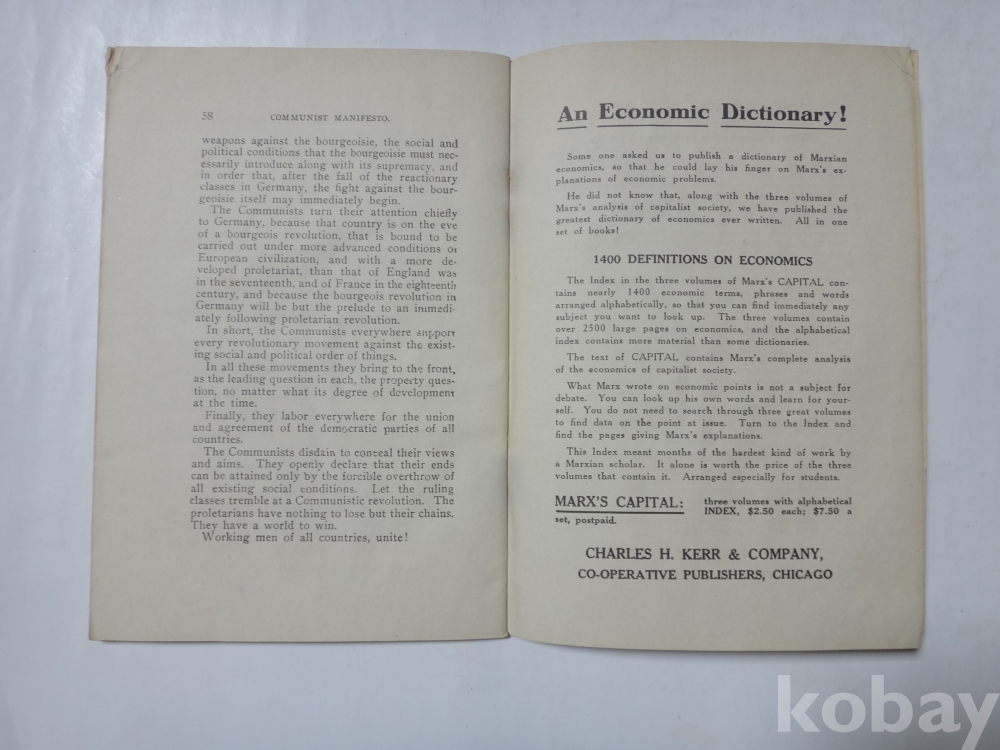 58 COMMUNIST MANIFESTO.
weapons against the bourgeoisie, the social and
political conditions that the bourgeoisie must nec-
essarily introduce along with its supremacy, and
in order that, after the fall of the reactionary
classes in Germany, the fight against the bour-
geoisie itself may immediately begin.
The Communists turn their attention chiefly
to Germany, because that country is on the eve
of a bourgeois revolution, that is bound to be
carried out under more advanced conditions of
European civilization, and with a more de-
veloped proletariat, than that of England was
in the seventeenth, and of France in the eighteenth
century, and because the bourgeois revolution in
Germany will be but the prelude to an immedi-
ately following proletarian revolution.
In short, the Communists everywhere support
every revolutionary movement against the exist-
ing social and political order of things.
In all these movements they bring to the front,
as the leading question in each, the property ques-
tion, no matter what its degree of development
at the time.
Finally, they labor everywhere for the union
and agreement of the democratic parties of all
countries.
The Communists disdain to conceal their views
and aims. They openly declare that their ends
can be attained only by the forcible overthrow of
all existing social conditions. Let the ruling
classes tremble at a Communistic revolution. The
proletarians have nothing to lose but their chains.
They have a world to win.
Working men of all countries, unite!
An Economic Dictionary!
Some one asked us to publish a dictionary of Marxian
economics, so that he could lay his finger on Marx's ex-
planations of economic problems.
He did not know that, along with the three volumes of
Marx's analysis of capitalist society, we have published the
greatest dictionary of economics ever written. All in one
set of books!
1400 DEFINITIONS ON ECONOMICS
The Index in the three volumes of Marx's CAPITAL con-
tains nearly 1400 economic terms, phrases and words
arranged alphabetically, so that you can find immediately any
subject you want to look up. The three volumes contain
over 2500 large pages on economics, and the alphabetical
index contains more material than some dictionaries.
The text of CAPITAL contains Marx's complete analysis
of the economics of capitalist society.
What Marx wrote on economic points is not a subject for
debate. You can look up his own words and learn for your-
self. You do not need to search through three great volumes
to find data on the point at issue. Turn to the Index and
find the pages giving Marx's explanations.
This Index meant months of the hardest kind of work by
a Marxian scholar. It alone is worth the price of the three
volumes that contain it. Arranged especially for students.
MARX'S CAPITAL: three volumes with alphabetical
INDEX, $2.50 each; $7.50 a
set, postpaid.
CHARLES H. KERR & COMPANY,
CO-OPERATIVE PUBLISHERS, CHICAGO
kobay